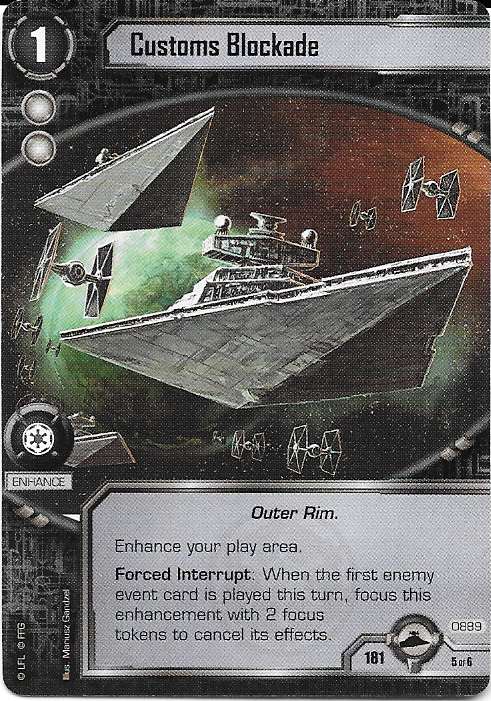 1
Customs Blockade
ENHANCE
Outer Rim.
Enhance your play area.
Forced Interrupt: When the first enemy
event card is played this turn, focus this
enhancement with 2 focus
tokens to cancel its effects.
0889
181
5 of 6
© LFL © FFG
Illus. Mariusz Gandzel